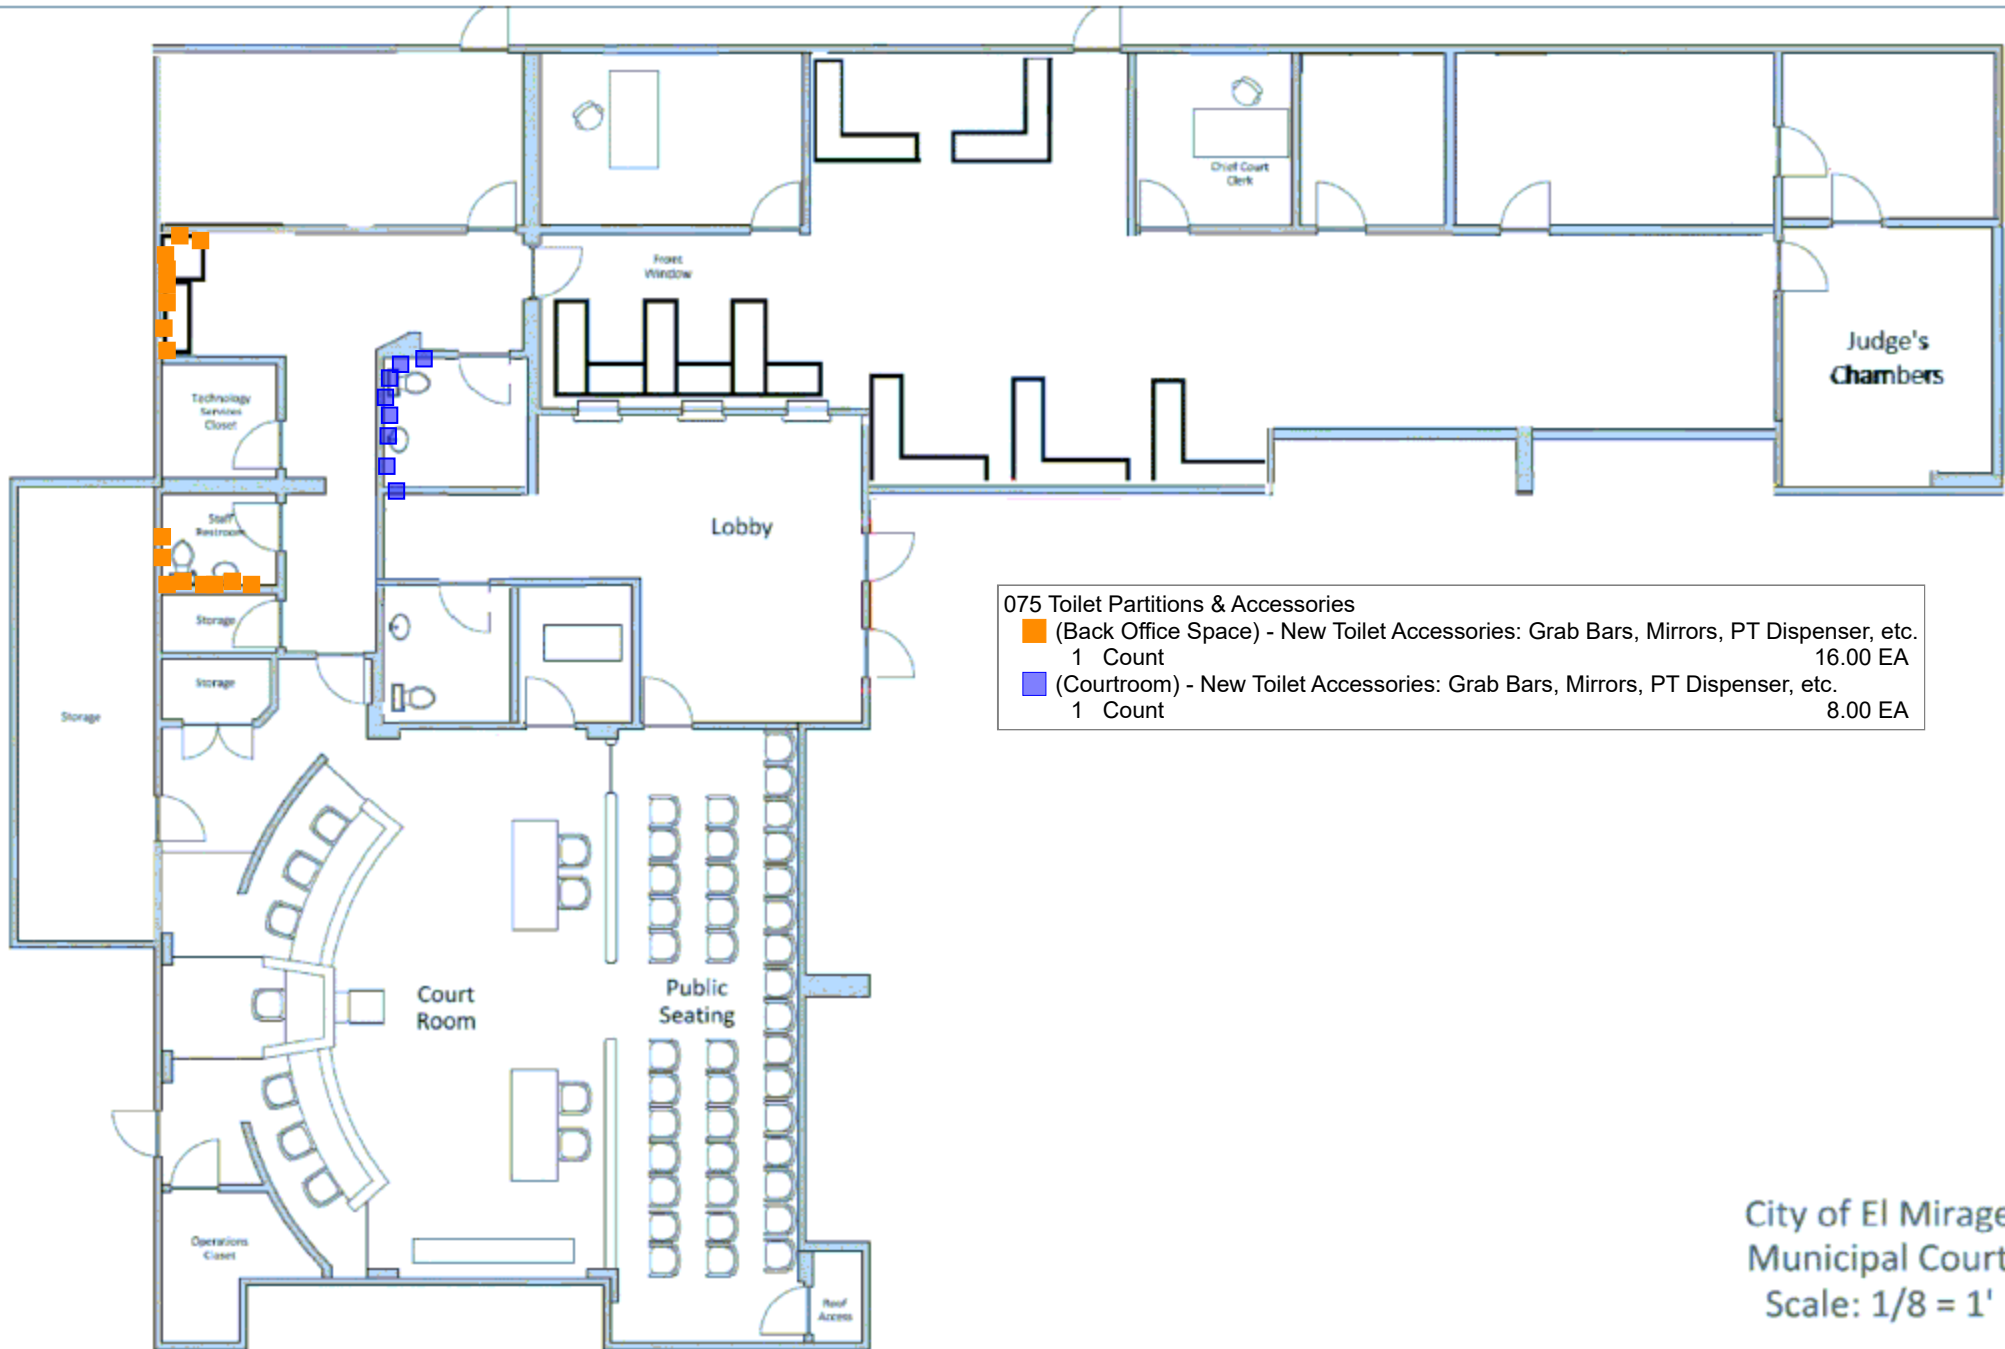 Chief Court
Clerk
Front
Window
Judge's
Chambers
Technology
Services
Closet
Staff
Restroom
Lobby
Storage
Storage
Storage
075 Toilet Partitions & Accessories
(Back Office Space) - New Toilet Accessories: Grab Bars, Mirrors, PT Dispenser, etc.
1 Count 16.00 EA
(Courtroom) - New Toilet Accessories: Grab Bars, Mirrors, PT Dispenser, etc.
1 Count 8.00 EA
Court
Room
Public
Seating
Operations
Closet
Roof
Access
City of El Mirage
Municipal Court
Scale: 1/8 = 1'